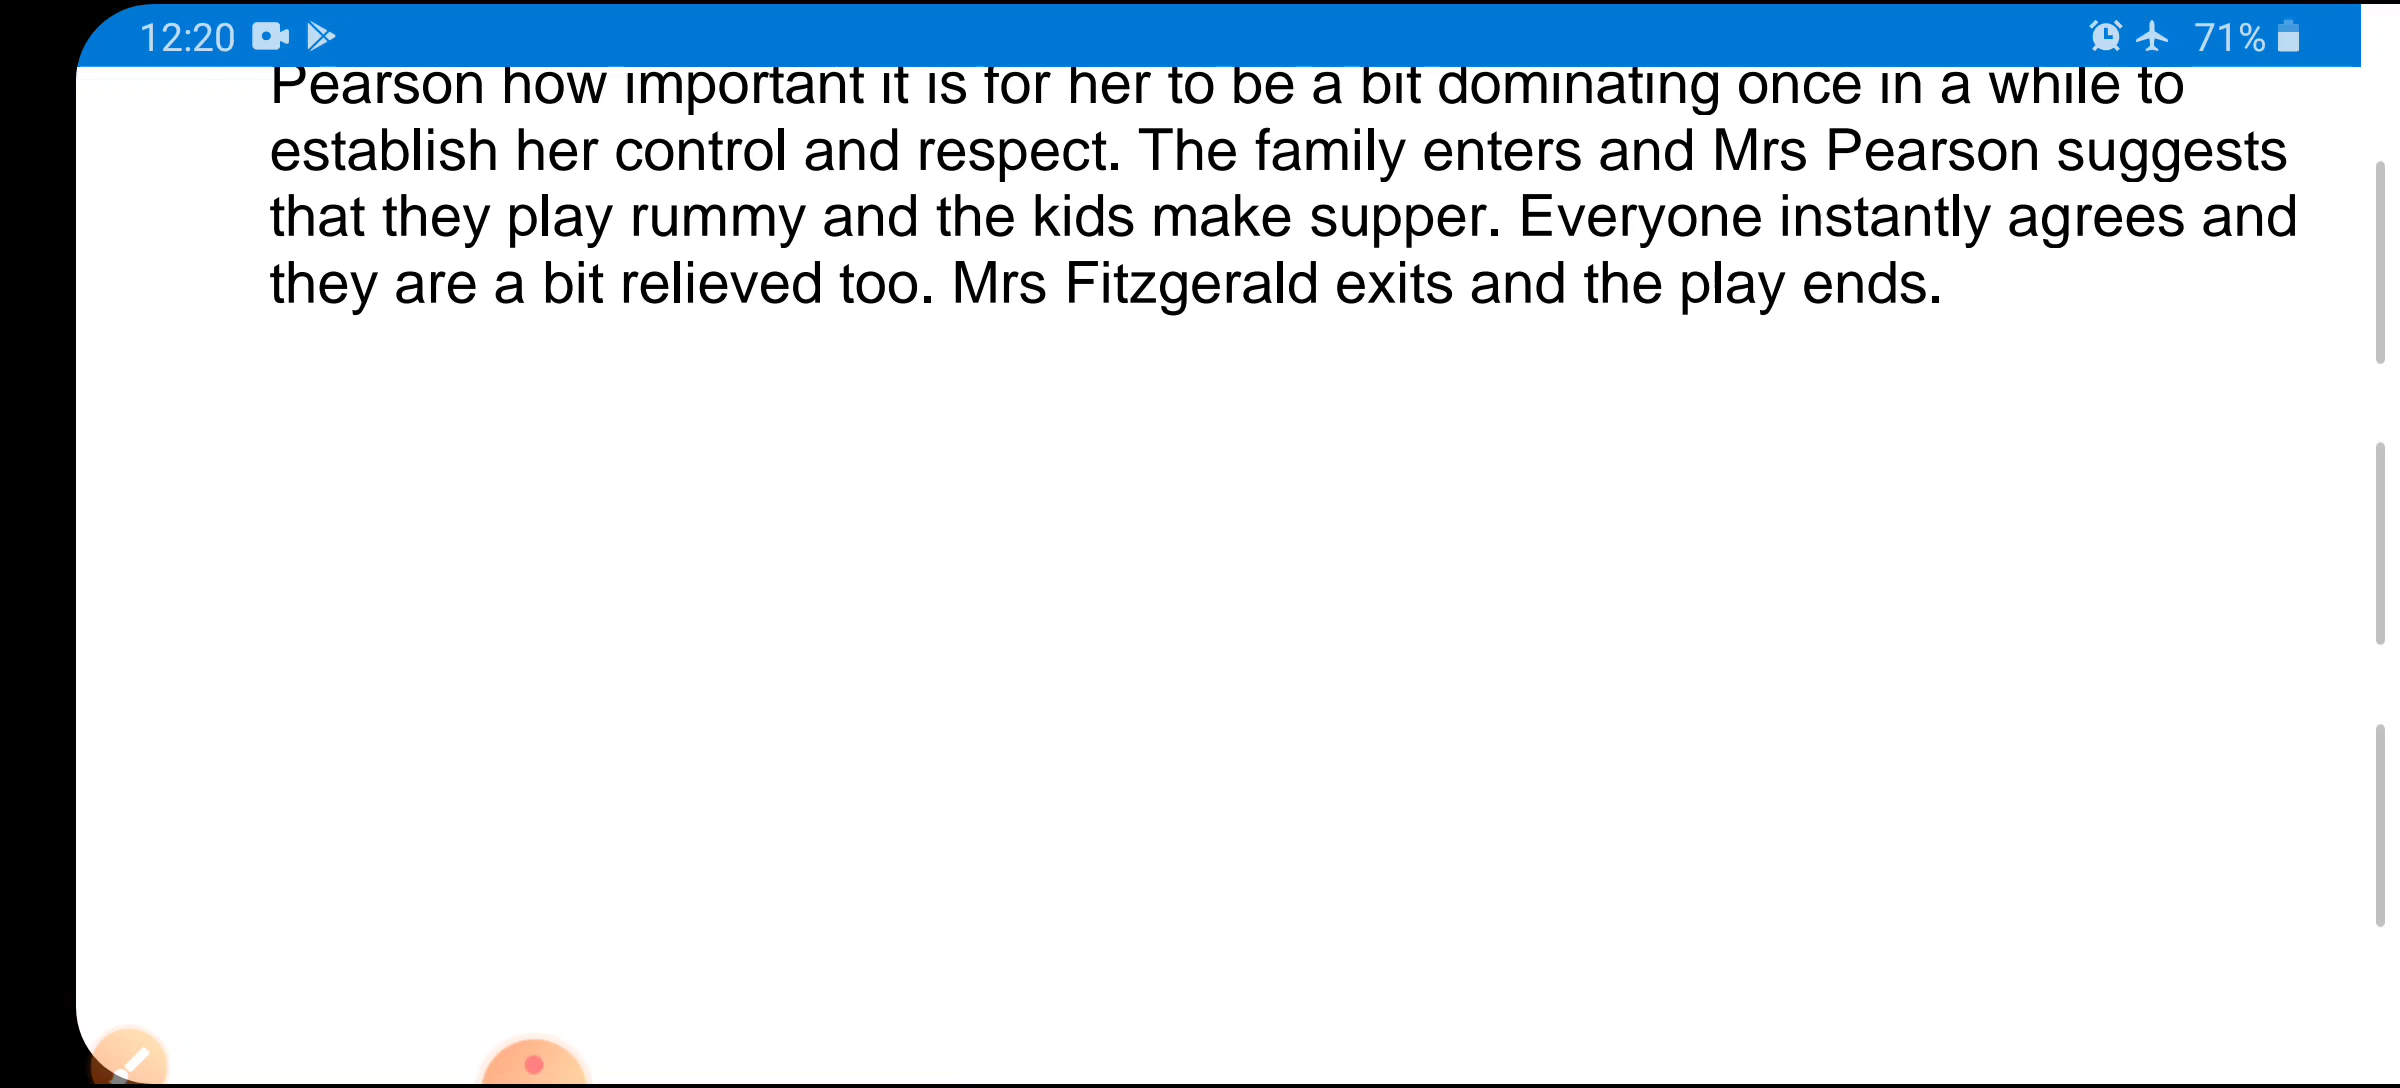 12:20 71%
Pearson how important it is for her to be a bit dominating once in a while to
establish her control and respect. The family enters and Mrs Pearson suggests
that they play rummy and the kids make supper. Everyone instantly agrees and
they are a bit relieved too. Mrs Fitzgerald exits and the play ends.